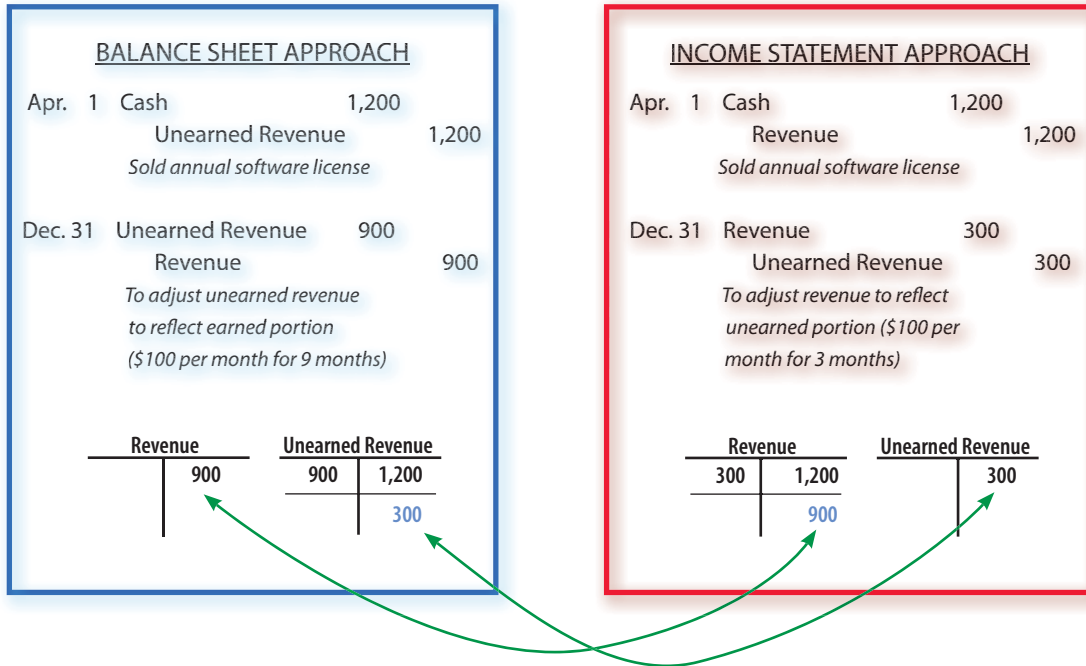 BALANCE SHEET APPROACH
Apr. 1 Cash 1,200
Unearned Revenue 1,200
Sold annual software license
Dec. 31 Unearned Revenue 900
Revenue 900
To adjust unearned revenue
to reflect earned portion
($100 per month for 9 months)
Revenue Unearned Revenue
900 900 1,200
300
INCOME STATEMENT APPROACH
Apr. 1 Cash 1,200
Revenue 1,200
Sold annual software license
Dec. 31 Revenue 300
Unearned Revenue 300
To adjust revenue to reflect
unearned portion ($100 per
month for 3 months)
Revenue Unearned Revenue
300 1,200 300
900